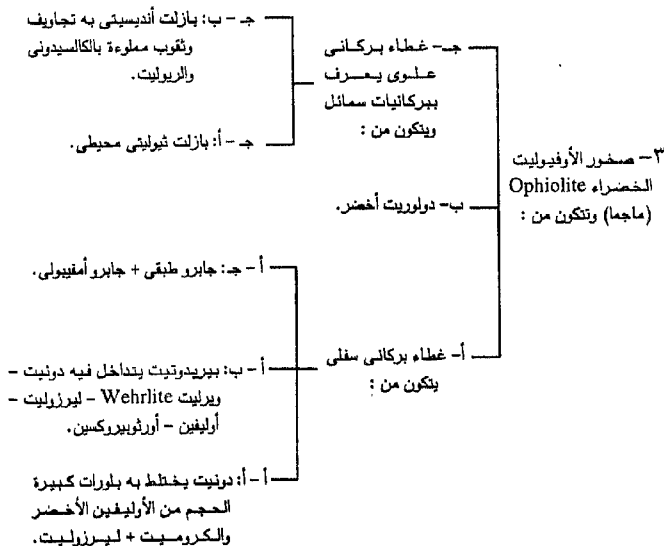 ٣- صخور الأوفيوليت
الخضراء Ophiolite
(ماجما) وتتكون من :
جـ- غطاء بركانى
علوى يعرف
ببركانيات سمائل
ويتكون من :
جـ - ب: بازلت أنديسيتى به تجاويف
وثقوب مملوءة بالكالسيدونى
والريوليت.
جـ - أ: بازلت ثيوليتى محيطى.
ب- دولوريت أخضر.
أ- غطاء بركانى سفلى
يتكون من :
أ - جـ: جابرو طبقى + جابرو أمفيبولى.
أ - ب: بيريدوتيت يتداخل فيه دونيت -
ويرليت Wehrlite - ليرزوليت -
أوليفين - أورثوبيروكسين.
أ - أ: دونيت يختلط به بلورات كبيرة
الحجم من الأوليفين الأخضر
والكروميت + ليرزوليت.